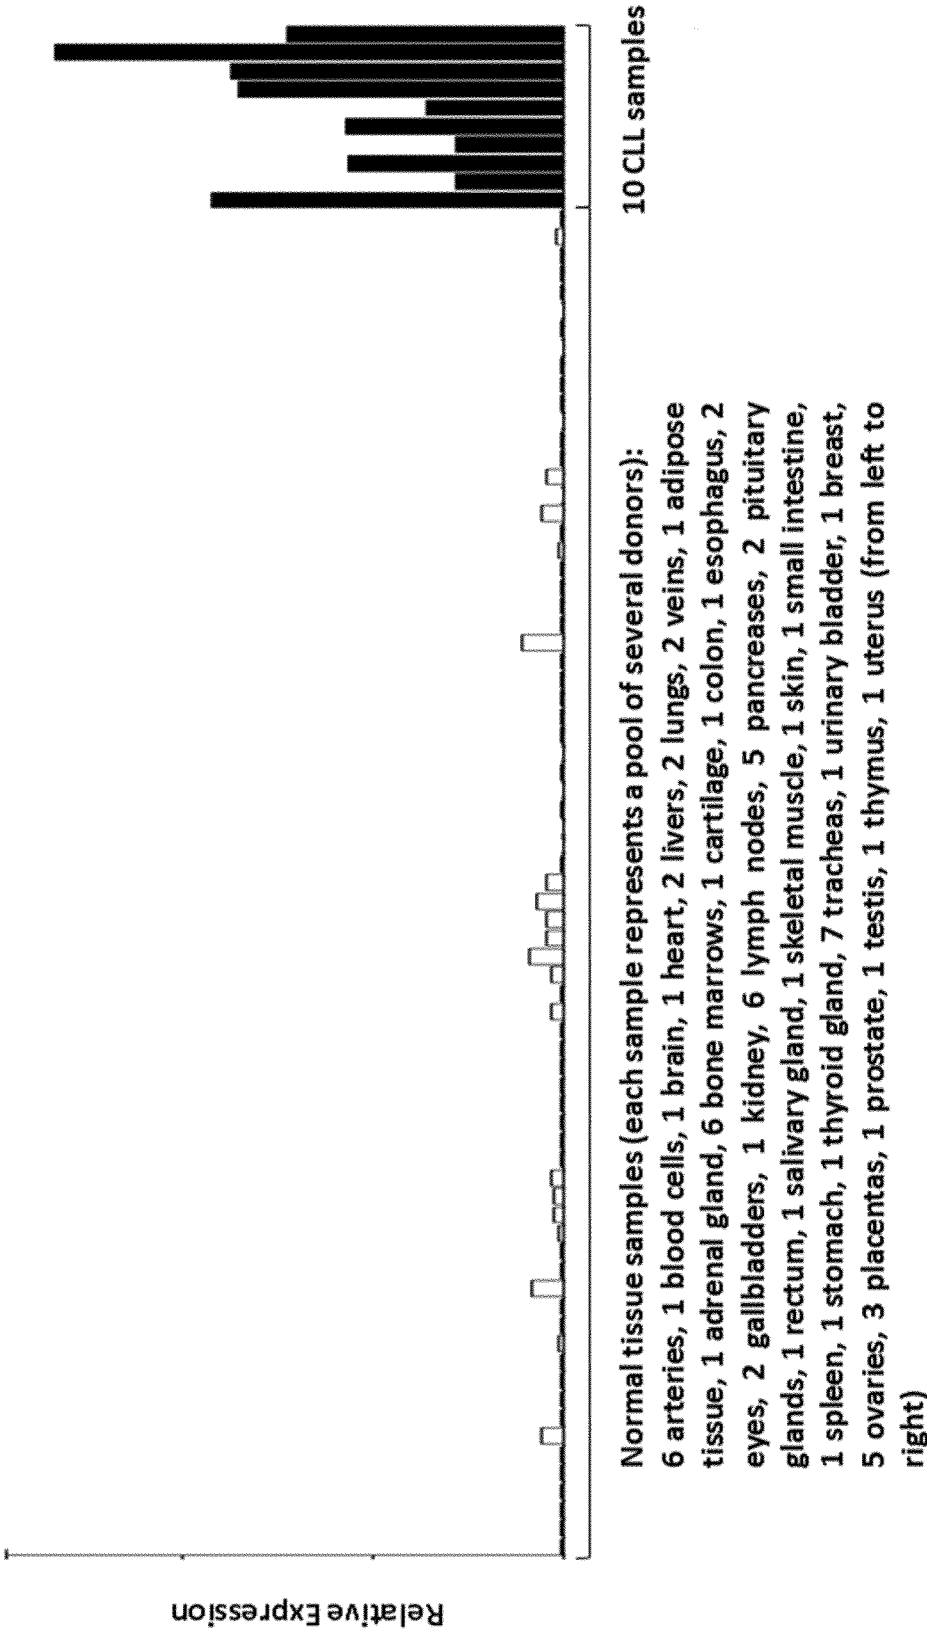 Relative Expression
10 CLL samples
Normal tissue samples (each sample represents a pool of several donors):
6 arteries, 1 blood cells, 1 brain, 1 heart, 2 livers, 2 lungs, 2 veins, 1 adipose
tissue, 1 adrenal gland, 6 bone marrows, 1 cartilage, 1 colon, 1 esophagus, 2
eyes, 2 gallbladders, 1 kidney, 6 lymph nodes, 5 pancreases, 2 pituitary
glands, 1 rectum, 1 salivary gland, 1 skeletal muscle, 1 skin, 1 small intestine,
1 spleen, 1 stomach, 1 thyroid gland, 7 tracheas, 1 urinary bladder, 1 breast,
5 ovaries, 3 placentas, 1 prostate, 1 testis, 1 thymus, 1 uterus (from left to
right)